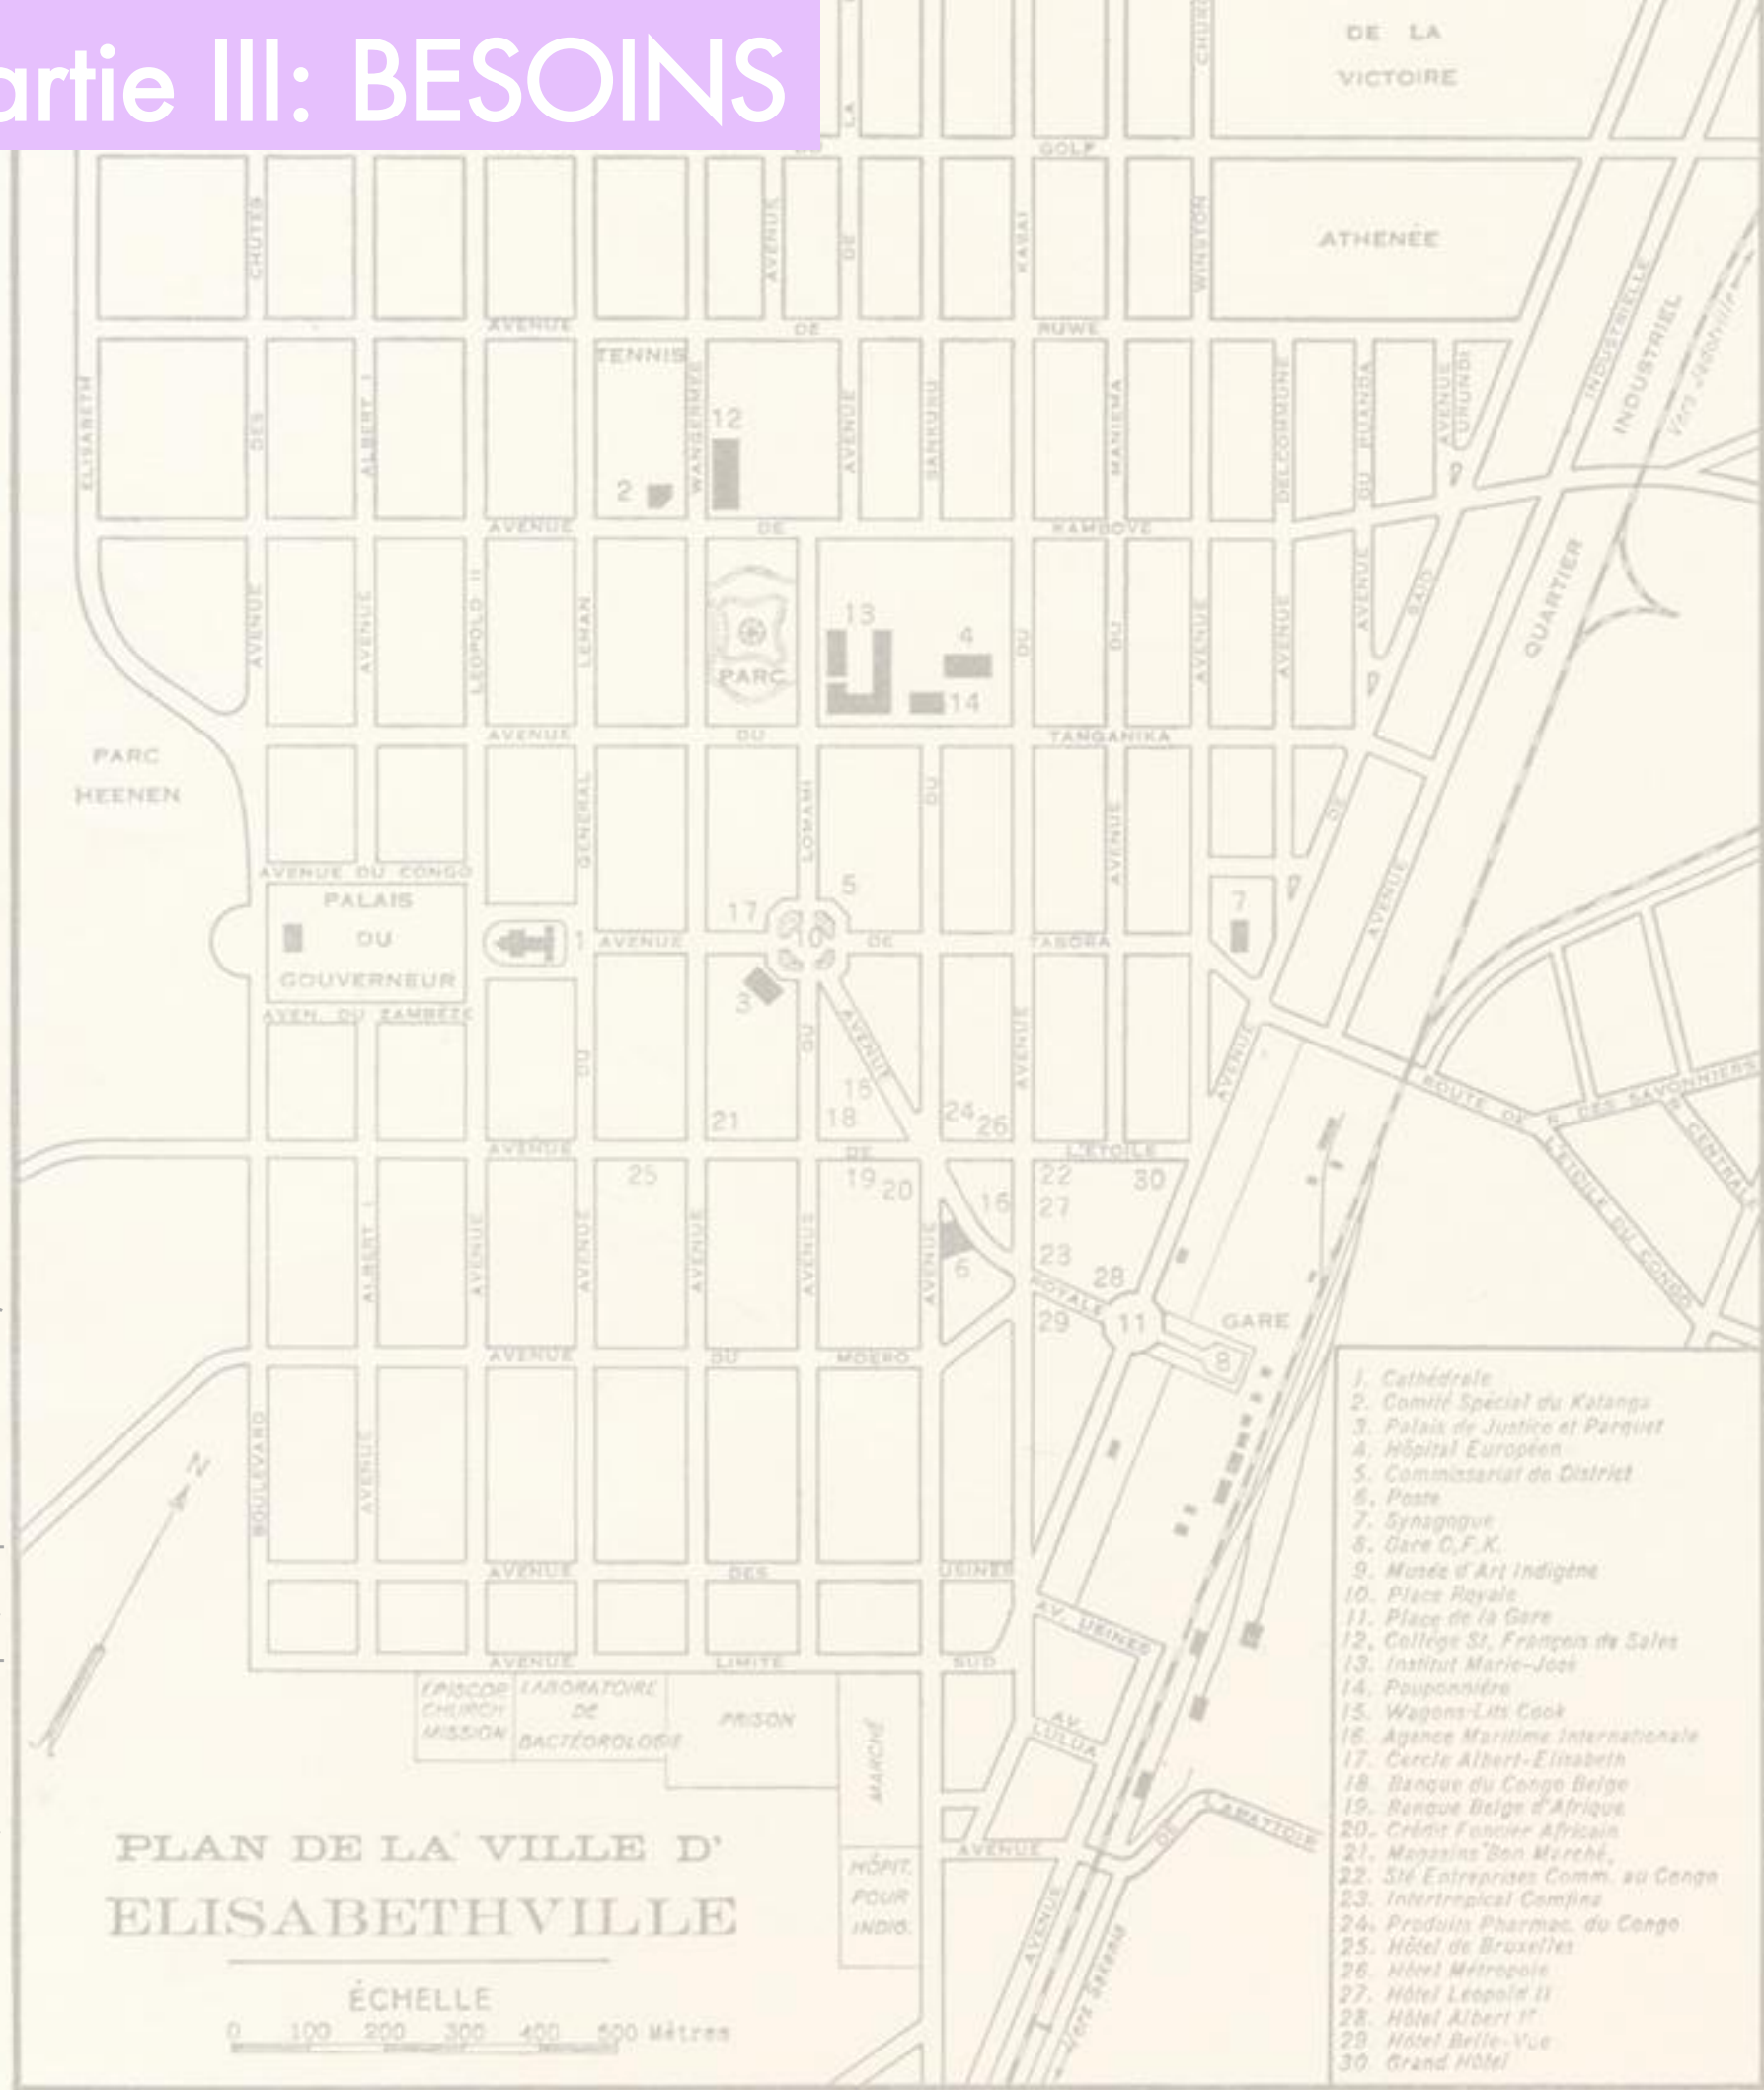 artie III: BESOINS
DE LA
VICTOIRE
LA
GOLF
CHUTES
AVENUE
DE
KASAI
WINSTON
ATHENÉE
INDUSTRIELLE
INDUSTRIEL
Vers Jadotville
AVENUE DE RUWE
TENNIS
ELISABETH
DES
ALBERT I
WANGERMÉE
12
2
AVENUE
SANKURU
MANIEMA
DELCOMMUNE
DU RUANDA
AVENUE
URUNDI
AVENUE DE KAMBOVE
AVENUE
AVENUE
LEOPOLD II
LEMAN
PARC
13
4
14
DU
DU
AVENUE
AVENUE
AVENUE
SAIO
QUARTIER
AVENUE DU TANGANIKA
PARC
HEENEN
GENERAL
LOMAMI
DU
AVENUE
DE
AVENUE
AVENUE DU CONGO
PALAIS
DU
GOUVERNEUR
1
17
5
10
7
AVENUE DE TABORA
3
AVEN. DU ZAMBÈZE
DU
DU
AVENUE
AVENUE
AVENUE
15
21
18
24
26
ROUTE DE L'ETOILE DU CONGO
R. DES SAVONNIERS
CENTRALE
AVENUE DE L'ETOILE
25
19
20
22
30
16
27
23
28
6
ROYALE
29
11
GARE
8
ALBERT I
AVENUE
AVENUE
AVENUE
AVENUE
AVENUE
AVENUE DU MOERO
BOULEVARD
AVENUE
N
AVENUE DES USINES
AV. USINES
AVENUE LIMITE SUD
EPISCOP
CHURCH
MISSION
LABORATOIRE
DE
BACTÉOROLOGIE
PRISON
MARCHÉ
AV.
LULUA
AVENUE DE L'ABATTOIR
HÔPIT.
POUR
INDIG.
AVENUE
Vers Sakania
PLAN DE LA VILLE D'
ELISABETHVILLE
ÉCHELLE
0 100 200 300 400 500 Mètres
1. Cathédrale
2. Comité Spécial du Katanga
3. Palais de Justice et Parquet
4. Hôpital Européen
5. Commissariat de District
6. Poste
7. Synagogue
8. Gare C.F.K.
9. Musée d'Art Indigène
10. Place Royale
11. Place de la Gare
12. Collège St. François de Sales
13. Institut Marie-José
14. Pouponnière
15. Wagons-Lits Cook
16. Agence Maritime Internationale
17. Cercle Albert-Elisabeth
18. Banque du Congo Belge
19. Banque Belge d'Afrique
20. Crédit Foncier Africain
21. Magasins "Bon Marché"
22. Sté Entreprises Comm. au Congo
23. Intertropical Comfina
24. Produits Pharmac. du Congo
25. Hôtel de Bruxelles
26. Hôtel Métropole
27. Hôtel Léopold II
28. Hôtel Albert Ir
29 Hôtel Belle-Vue
30 Grand Hôtel